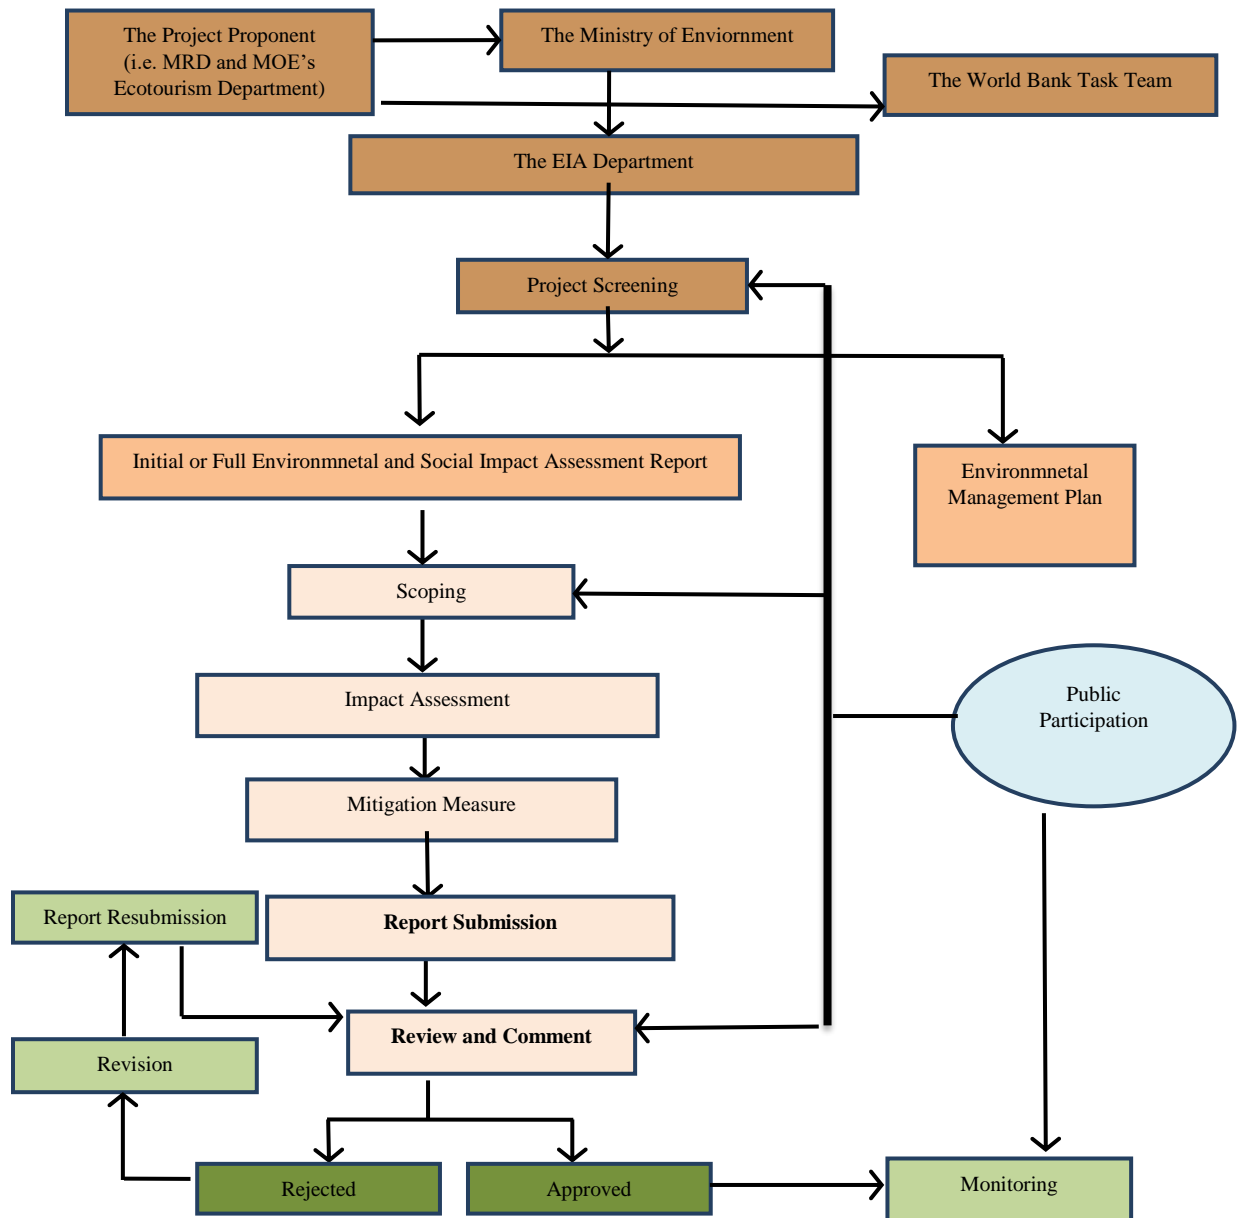 The Project Proponent
(i.e. MRD and MOE’s
Ecotourism Department)
The Ministry of Enviornment
The World Bank Task Team
The EIA Department
Project Screening
Initial or Full Environmnetal and Social Impact Assessment Report
Environmnetal
Management Plan
Scoping
Impact Assessment
Public
Participation
Mitigation Measure
Report Resubmission
Report Submission
Review and Comment
Revision
Rejected
Approved
Monitoring